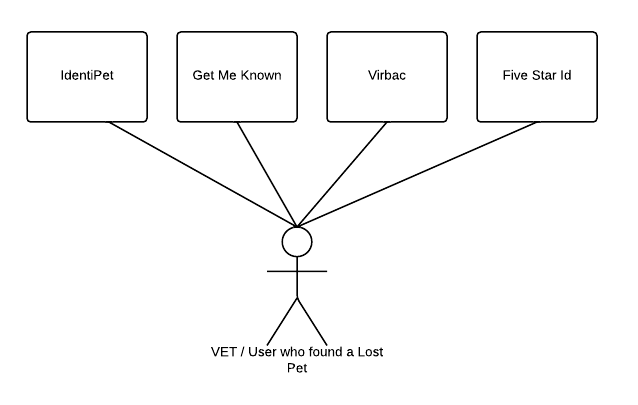 IdentiPet
Get Me Known
Virbac
Five Star Id
VET / User who found a Lost
Pet